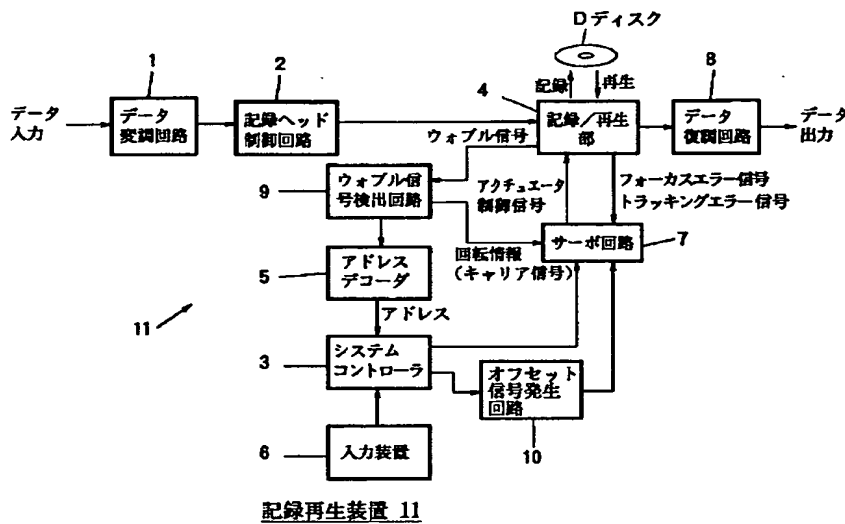 D ディスク
1
2
4
記録
再生
8
データ
入力
データ
変調回路
記録ヘッド
制御回路
記録／再生
部
データ
復調回路
データ
出力
ウォブル信号
9
ウォブル信
号検出回路
アクチュエータ
制御信号
フォーカスエラー信号
トラッキングエラー信号
サーボ回路
7
回転情報
（キャリア信号）
5
アドレス
デコーダ
アドレス
11
3
システム
コントローラ
オフセット
信号発生
回路
10
6
入力装置
記録再生装置 11